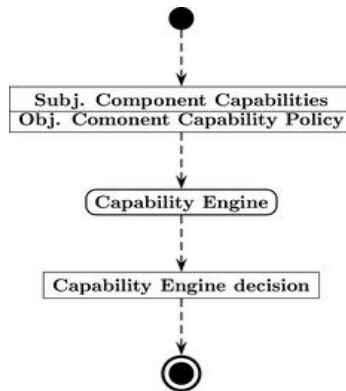 Subj. Component Capabilities
Obj. Comonent Capability Policy
Capability Engine
Capability Engine decision